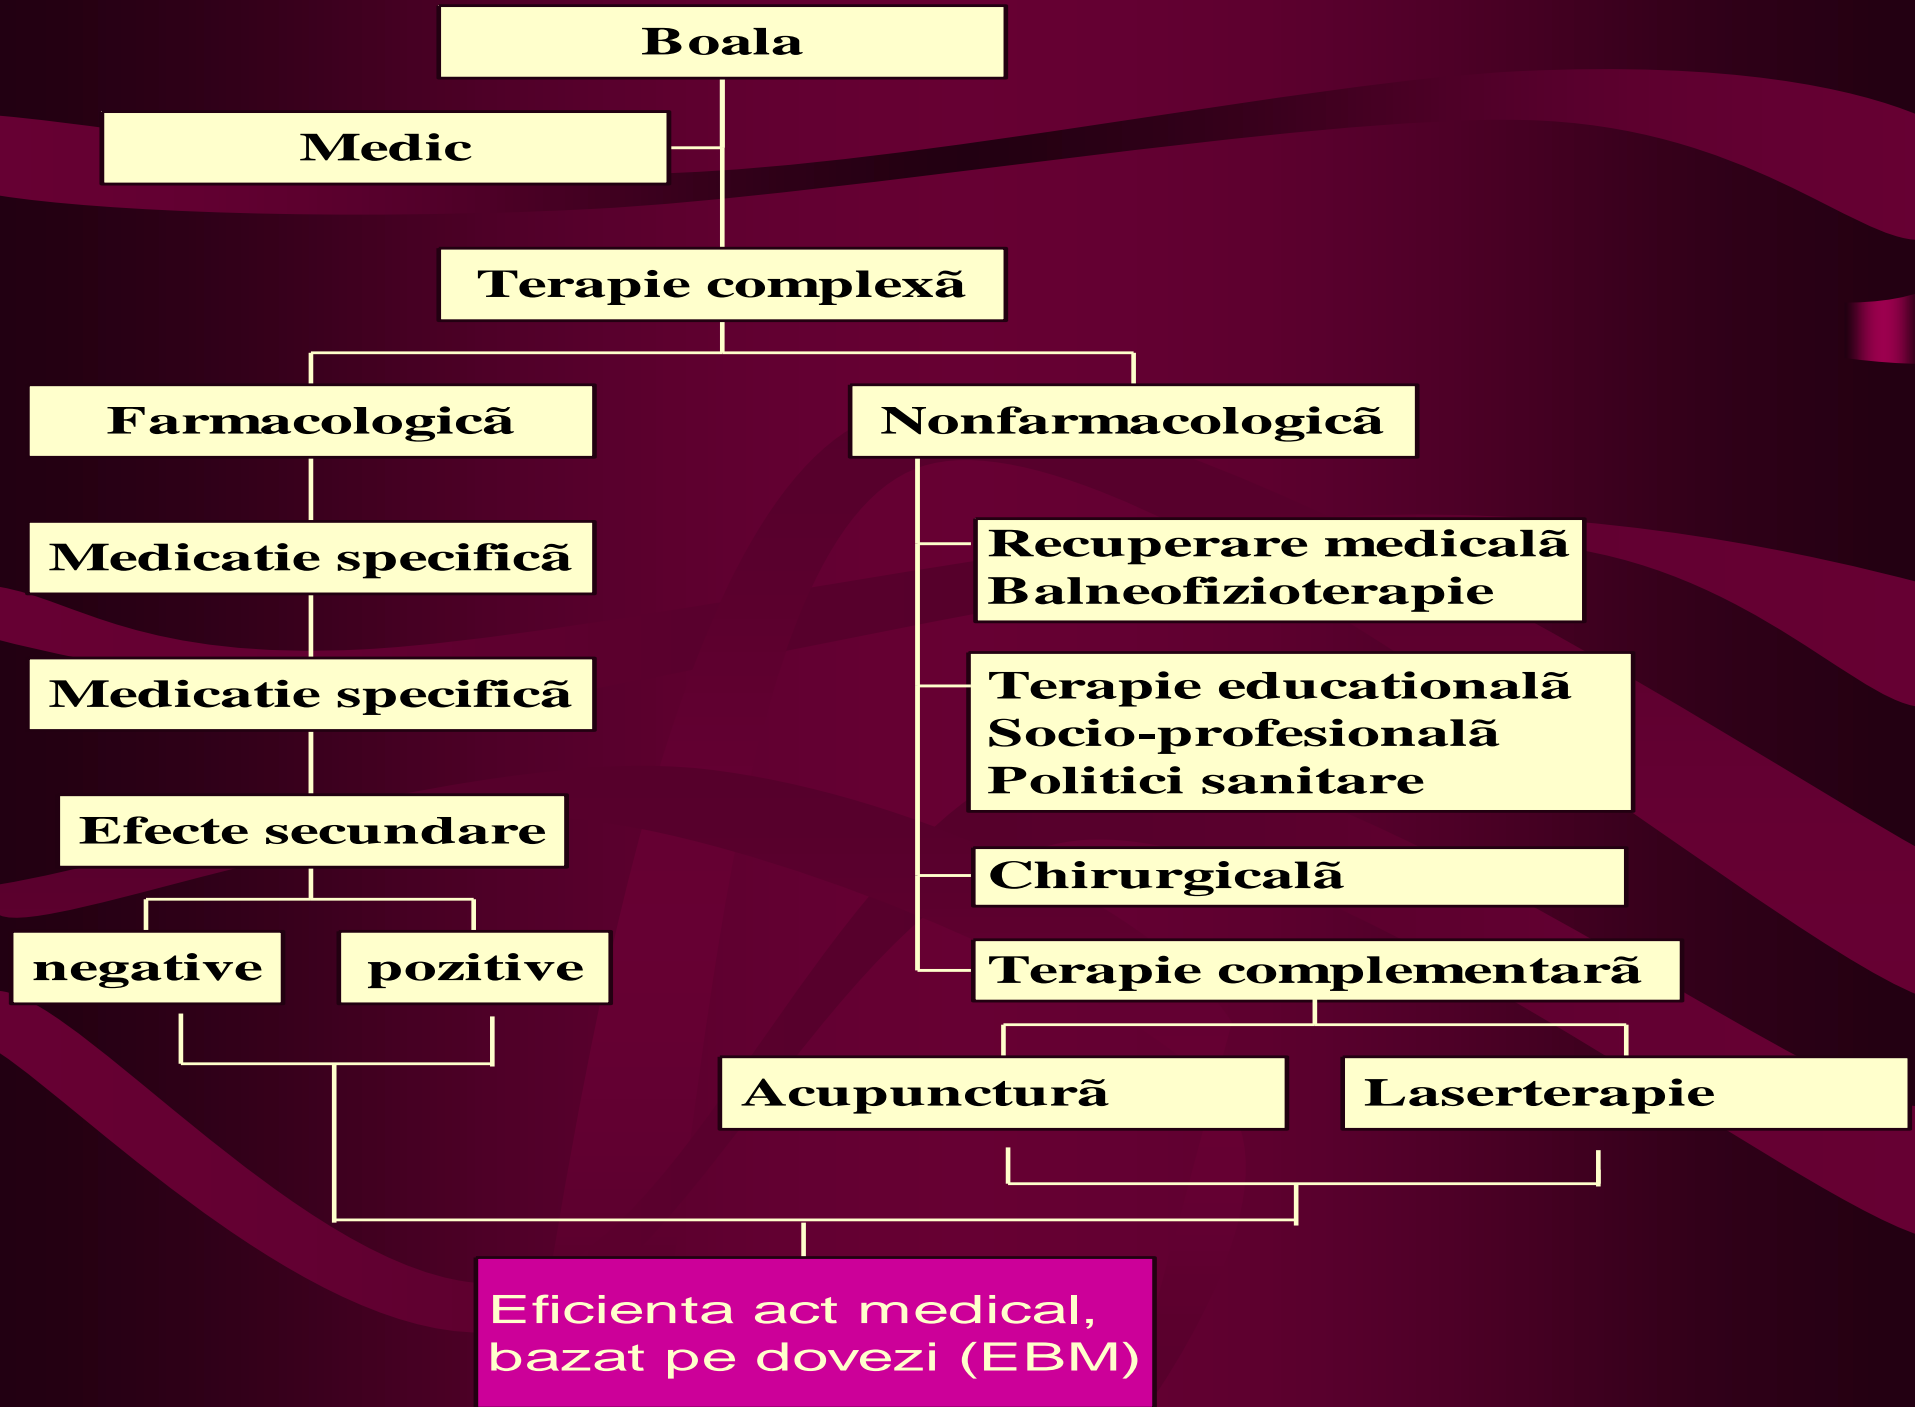 Boala
Medic
Terapie complexã
Farmacologicã
Nonfarmacologicã
Medicatie specificã
Recuperare medicalã
Balneofizioterapie
Medicatie specificã
Terapie educationalã
Socio-profesionalã
Politici sanitare
Efecte secundare
Chirurgicalã
negative
pozitive
Terapie complementarã
Acupuncturã
Laserterapie
Eficienta act medical,
bazat pe dovezi (EBM)